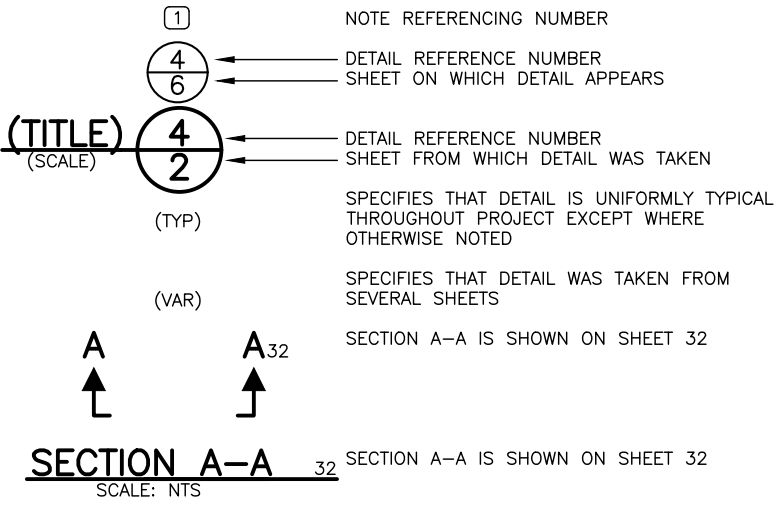 1 NOTE REFERENCING NUMBER
4 DETAIL REFERENCE NUMBER
6 SHEET ON WHICH DETAIL APPEARS
(TITLE) 4 DETAIL REFERENCE NUMBER
(SCALE) 2 SHEET FROM WHICH DETAIL WAS TAKEN
(TYP) SPECIFIES THAT DETAIL IS UNIFORMLY TYPICAL
THROUGHOUT PROJECT EXCEPT WHERE
OTHERWISE NOTED
(VAR) SPECIFIES THAT DETAIL WAS TAKEN FROM
SEVERAL SHEETS
A A32 SECTION A-A IS SHOWN ON SHEET 32
SECTION A-A 32 SECTION A-A IS SHOWN ON SHEET 32
SCALE: NTS